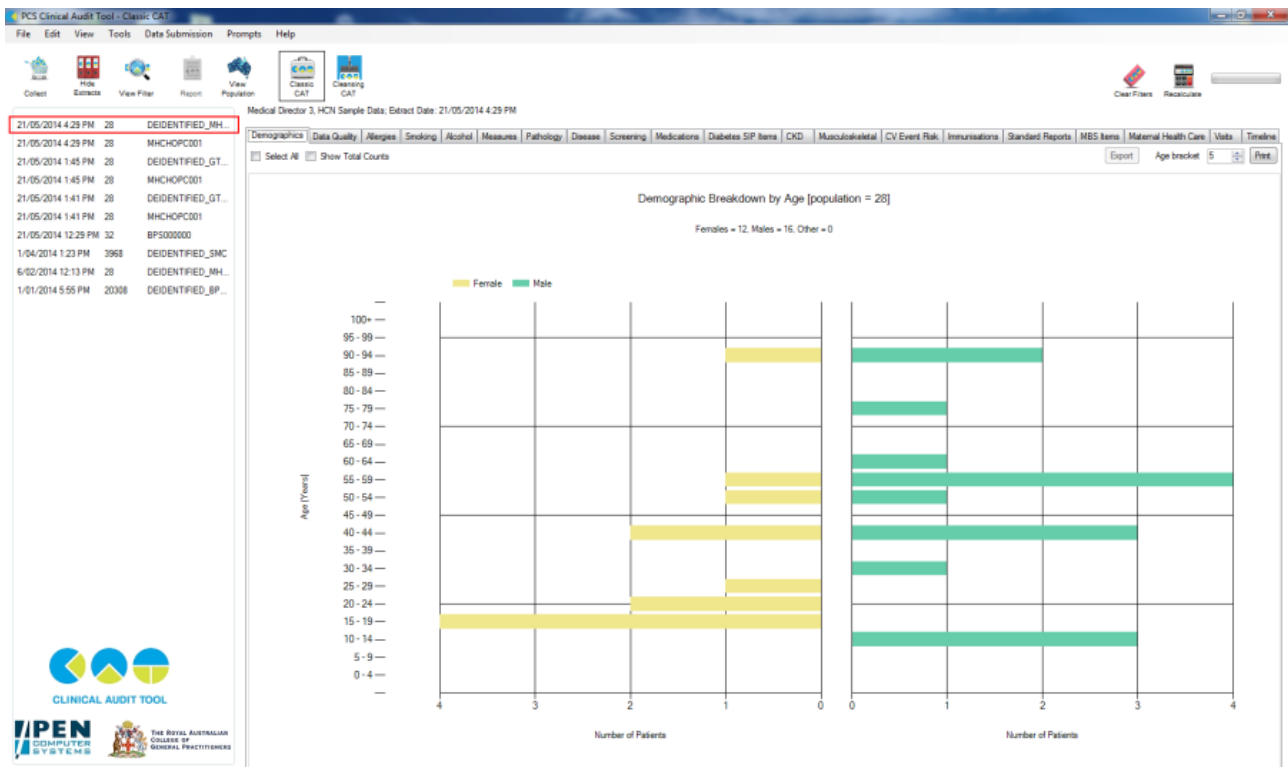 PCS Clinical Audit Tool - Classic CAT
File Edit View Tools Data Submission Prompts Help
Collect
Hide Extracts
View Filter
Report
View Population
Classic CAT
Cleansing CAT
Clear Filters
Recalculate
Medical Director 3, HCN Sample Data; Extract Date: 21/05/2014 4:29 PM
21/05/2014 4:29 PM 28 DEIDENTIFIED_MH...
21/05/2014 4:29 PM 28 MHCHOPC001
21/05/2014 1:45 PM 28 DEIDENTIFIED_GT...
21/05/2014 1:45 PM 28 MHCHOPC001
21/05/2014 1:41 PM 28 DEIDENTIFIED_GT...
21/05/2014 1:41 PM 28 MHCHOPC001
21/05/2014 12:29 PM 32 BPS000000
1/04/2014 1:23 PM 3968 DEIDENTIFIED_SMC
6/02/2014 12:13 PM 28 DEIDENTIFIED_MH...
1/01/2014 5:55 PM 20308 DEIDENTIFIED_BP...
Demographics Data Quality Allergies Smoking Alcohol Measures Pathology Disease Screening Medications Diabetes SIP Items CKD Musculoskeletal CV Event Risk Immunisations Standard Reports MBS Items Maternal Health Care Visits Timeline
Select All Show Total Counts Export Age bracket 5 Print
Demographic Breakdown by Age [population = 28]
Females = 12, Males = 16, Other = 0
Female Male
100+
95 - 99
90 - 94
85 - 89
80 - 84
75 - 79
70 - 74
65 - 69
60 - 64
55 - 59
50 - 54
45 - 49
40 - 44
35 - 39
30 - 34
25 - 29
20 - 24
15 - 19
10 - 14
5 - 9
0 - 4
Age [Years]
4 3 2 1 0 0 1 2 3 4
Number of Patients Number of Patients
CLINICAL AUDIT TOOL
PEN
COMPUTER
SYSTEMS
THE ROYAL AUSTRALIAN
COLLEGE OF
GENERAL PRACTITIONERS